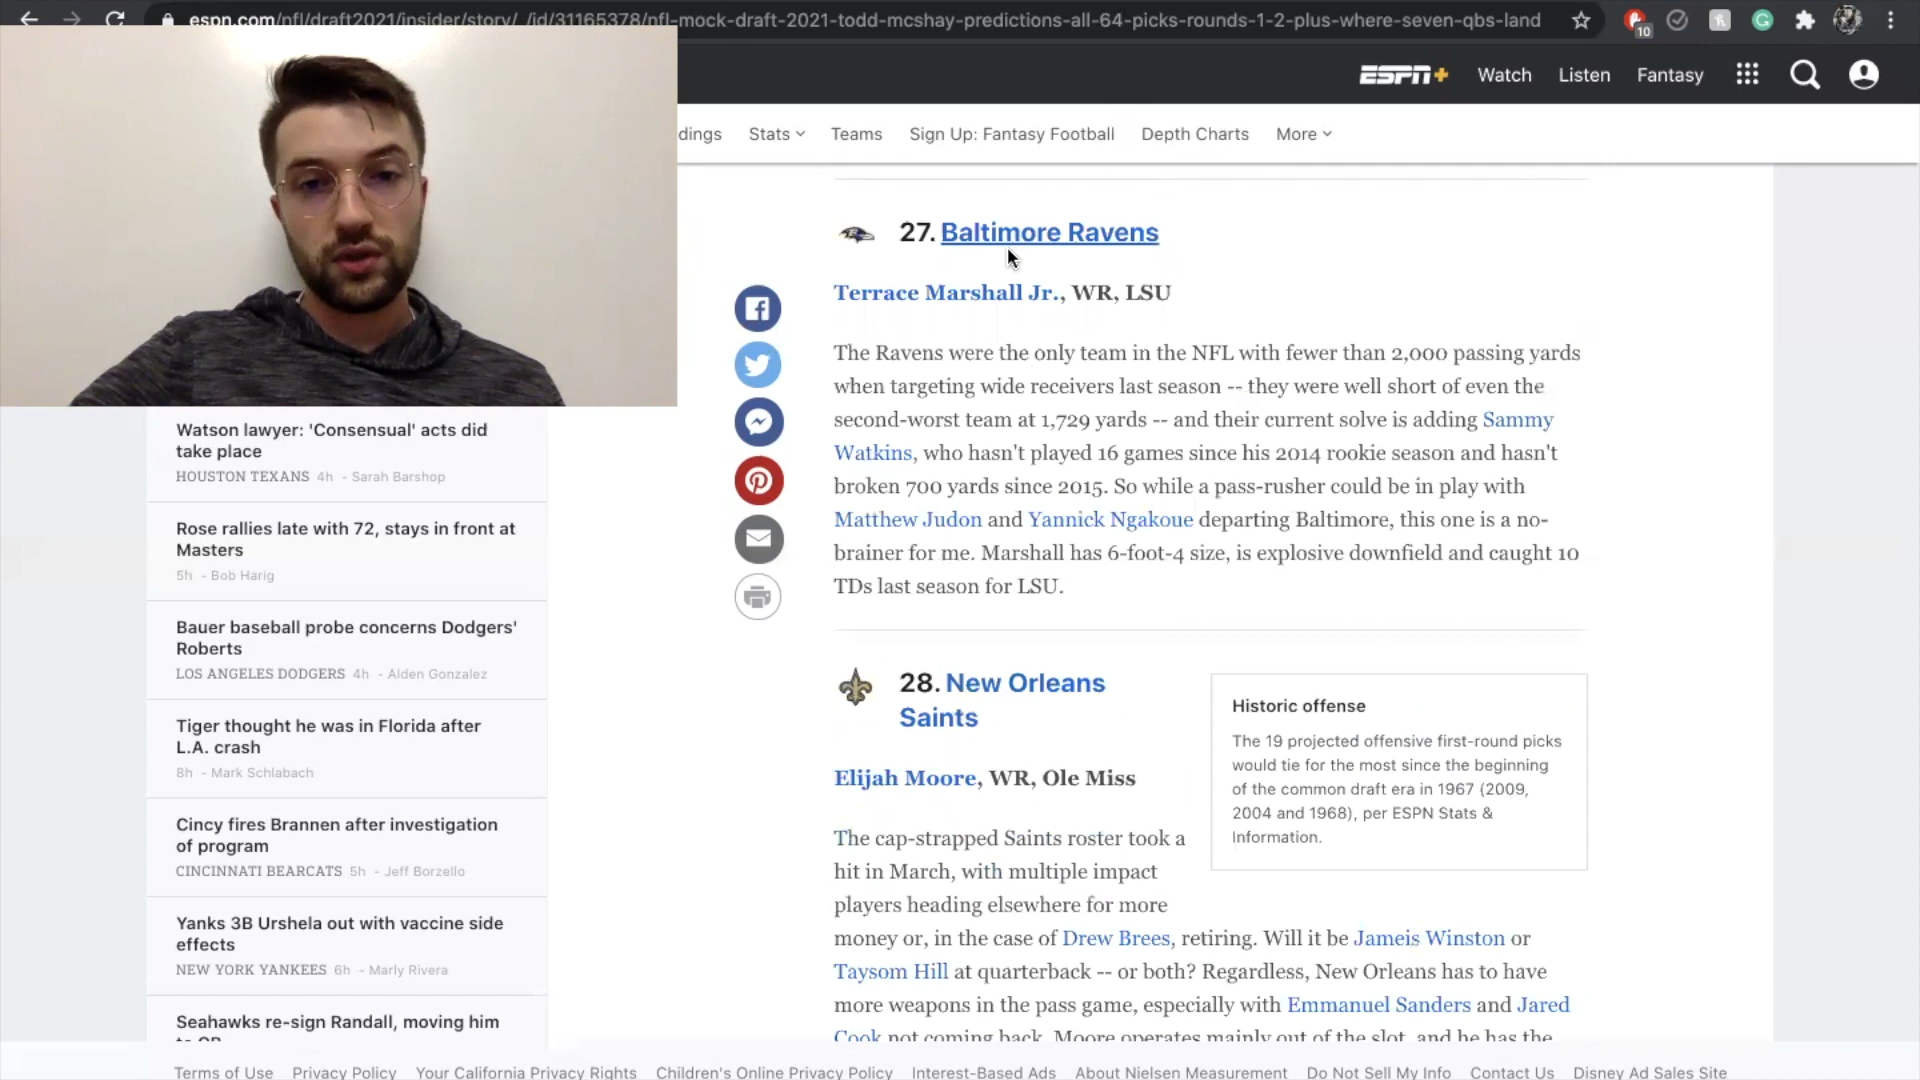 espn.com/nfl/draft2021/insider/story/_/id/31165378/nfl-mock-draft-2021-todd-mcshay-predictions-all-64-picks-rounds-1-2-plus-where-seven-qbs-land
10
ESPN+ Watch Listen Fantasy
dings Stats Teams Sign Up: Fantasy Football Depth Charts More
27. Baltimore Ravens
Terrace Marshall Jr., WR, LSU
The Ravens were the only team in the NFL with fewer than 2,000 passing yards
when targeting wide receivers last season -- they were well short of even the
second-worst team at 1,729 yards -- and their current solve is adding Sammy
Watkins, who hasn't played 16 games since his 2014 rookie season and hasn't
broken 700 yards since 2015. So while a pass-rusher could be in play with
Matthew Judon and Yannick Ngakoue departing Baltimore, this one is a no-
brainer for me. Marshall has 6-foot-4 size, is explosive downfield and caught 10
TDs last season for LSU.
28. New Orleans
Saints
Elijah Moore, WR, Ole Miss
The cap-strapped Saints roster took a
hit in March, with multiple impact
players heading elsewhere for more
money or, in the case of Drew Brees, retiring. Will it be Jameis Winston or
Taysom Hill at quarterback -- or both? Regardless, New Orleans has to have
more weapons in the pass game, especially with Emmanuel Sanders and Jared
Cook not coming back. Moore operates mainly out of the slot, and he has the
Historic offense
The 19 projected offensive first-round picks
would tie for the most since the beginning
of the common draft era in 1967 (2009,
2004 and 1968), per ESPN Stats &
Information.
Watson lawyer: 'Consensual' acts did
take place
HOUSTON TEXANS 4h - Sarah Barshop
Rose rallies late with 72, stays in front at
Masters
5h - Bob Harig
Bauer baseball probe concerns Dodgers'
Roberts
LOS ANGELES DODGERS 4h - Alden Gonzalez
Tiger thought he was in Florida after
L.A. crash
8h - Mark Schlabach
Cincy fires Brannen after investigation
of program
CINCINNATI BEARCATS 5h - Jeff Borzello
Yanks 3B Urshela out with vaccine side
effects
NEW YORK YANKEES 6h - Marly Rivera
Seahawks re-sign Randall, moving him
to CB
Terms of Use Privacy Policy Your California Privacy Rights Children's Online Privacy Policy Interest-Based Ads About Nielsen Measurement Do Not Sell My Info Contact Us Disney Ad Sales Site